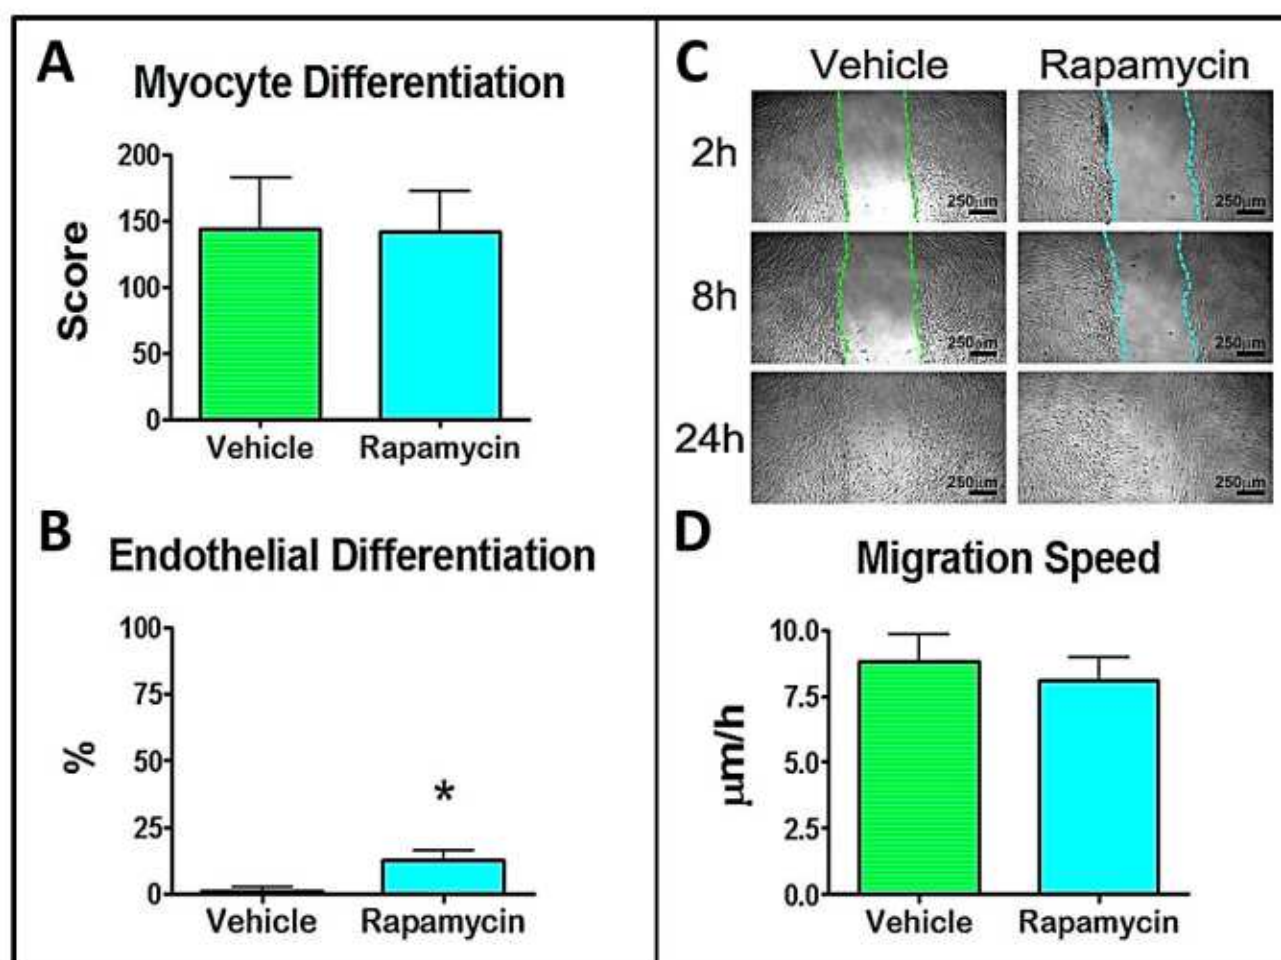 A
Myocyte Differentiation
Score
200
150
100
50
0
Vehicle Rapamycin
B
Endothelial Differentiation
%
100
75
50
25
0
*
Vehicle Rapamycin
C
Vehicle Rapamycin
2h
250μm 250μm
8h
250μm 250μm
24h
250μm 250μm
D
Migration Speed
μm/h
10.0
7.5
5.0
2.5
0.0
Vehicle Rapamycin